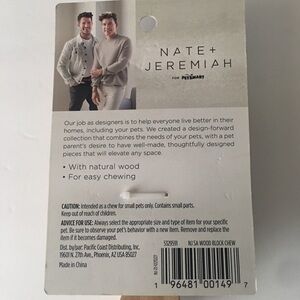 NATE +
JEREMIAH
FOR PETSMART
Our job as designers is to help everyone live better in their
homes, including your pets. We created a design-forward
collection that combines the needs of your pets, with a pet
parent's desire to have well-made, thoughtfully designed
pieces that will elevate any space.
• With natural wood
• For easy chewing
CAUTION: Intended as a chew for small pets only. Contains small parts.
Keep out of reach of children.
ADVICE FOR USE: Always select the appropriate size and type of item for your specific
pet. Be sure to observe your pet's behavior with a new item. Remove and replace the
item if it becomes damaged.
Dist. by/par: Pacific Coast Distributing, Inc.
19601 N. 27th Ave., Phoenix, AZ 85027
Made in China
5329591
NJ SA WOOD BLOCK CHEW
1 96481 00149 7